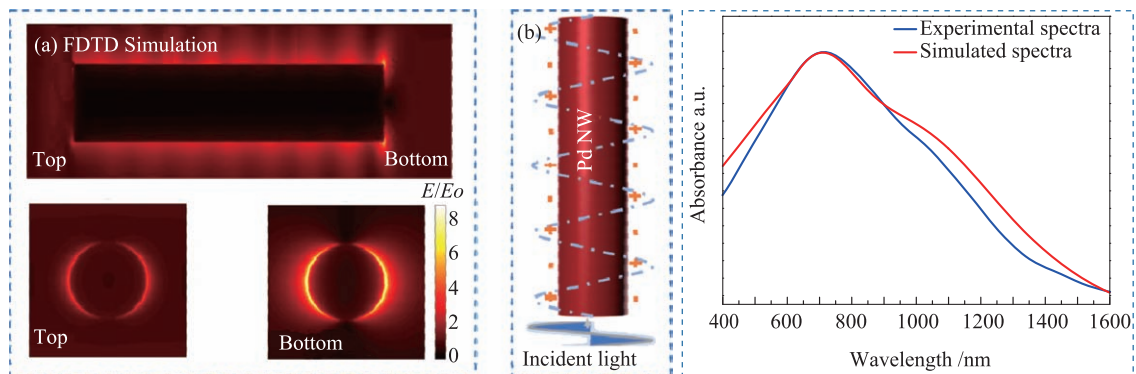 (a) FDTD Simulation
Top
Bottom
E/Eo
8
6
4
2
0
Top
Bottom
(b)
Pd NW
Incident light
Experimental spectra
Simulated spectra
Absorbance a.u.
400
600
800
1000
1200
1400
1600
Wavelength /nm